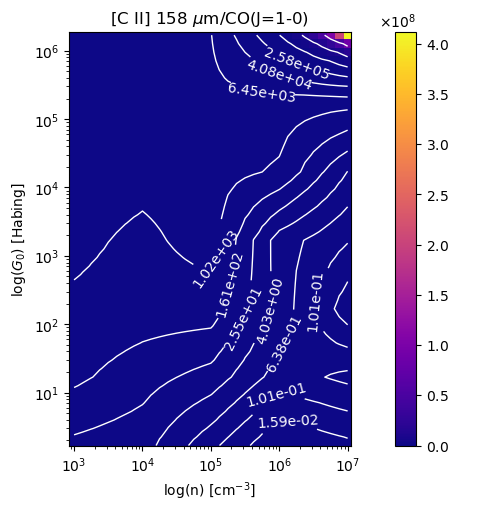 [C II] 158 μm/CO(J=1-0)
×10⁸
4.0
3.5
3.0
2.5
2.0
1.5
1.0
0.5
0.0
log(G₀) [Habing]
10⁶
10⁵
10⁴
10³
10²
10¹
2.58e+05
4.08e+04
6.45e+03
1.02e+03
1.61e+02
2.55e+01
4.03e+00
6.38e-01
1.01e-01
1.01e-01
1.59e-02
10³
10⁴
10⁵
10⁶
10⁷
log(n) [cm⁻³]